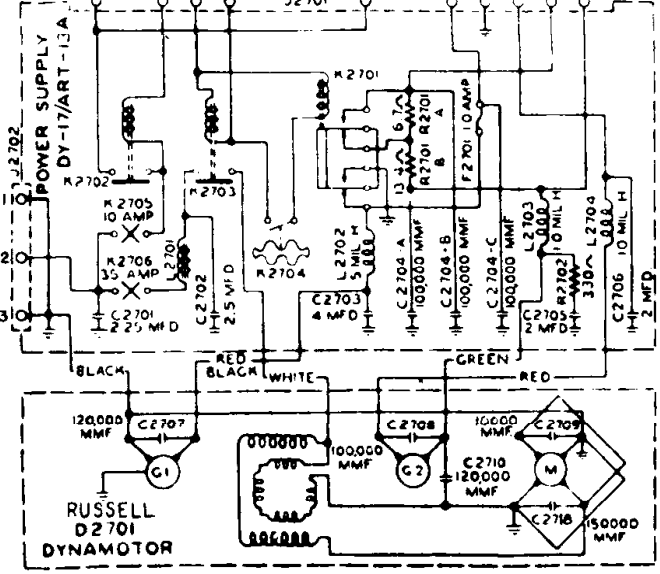 J2701
POWER SUPPLY
DY-17/ART-13A
J2702
1
2
3
K2702
K2703
K2701
6.7
R2701
A
13.4
R2701
B
F2701 10 AMP
K2705
10 AMP
K2706
35 AMP
L2701
C2701
2.25 MFD
C2702
2.5 MFD
K2704
L2702
5 MIL H
C2703
4 MFD
C2704-A
100,000 MMF
C2704-B
100,000 MMF
C2704-C
100,000 MMF
L2703
10 MIL H
R2702
330
C2705
2 MFD
L2704
10 MIL H
C2706
2 MFD
BLACK
RED
BLACK
WHITE
GREEN
RED
120,000
MMF
C2707
G1
RUSSELL
D2701
DYNAMOTOR
100,000
MMF
C2708
G2
C2710
120,000
MMF
10000
MMF
C2709
M
C2718
150000
MMF